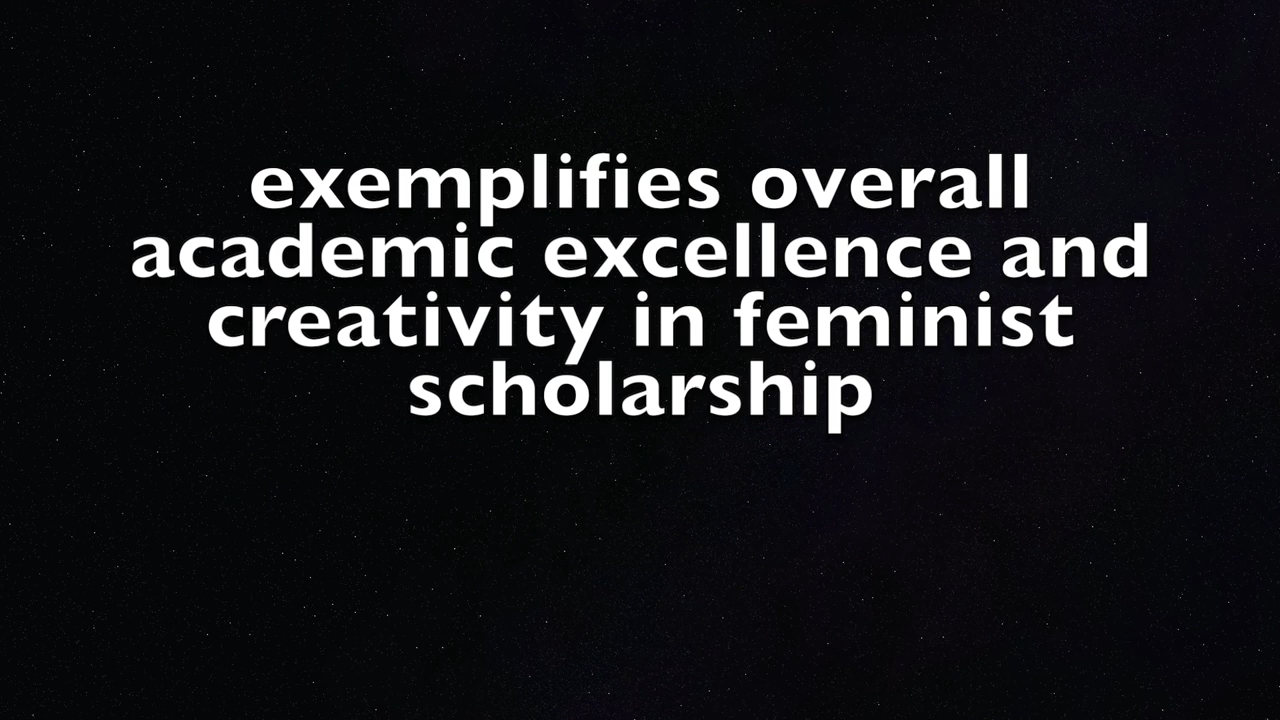 exemplifies overall
academic excellence and
creativity in feminist
scholarship